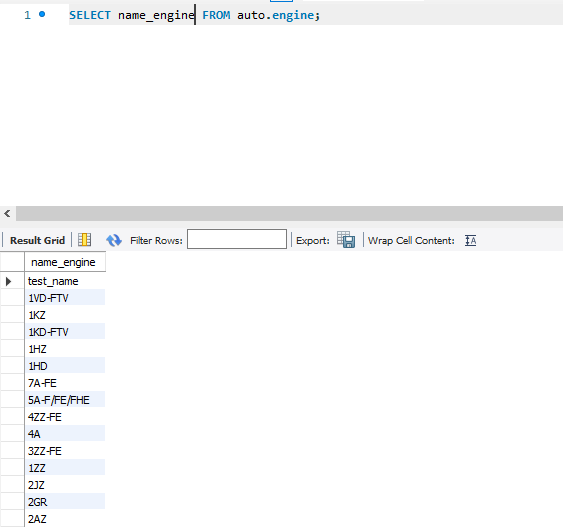 1 SELECT name_engine FROM auto.engine;
Result Grid Filter Rows: Export: Wrap Cell Content: IA
name_engine
test_name
1VD-FTV
1KZ
1KD-FTV
1HZ
1HD
7A-FE
5A-F/FE/FHE
4ZZ-FE
4A
3ZZ-FE
1ZZ
2JZ
2GR
2AZ